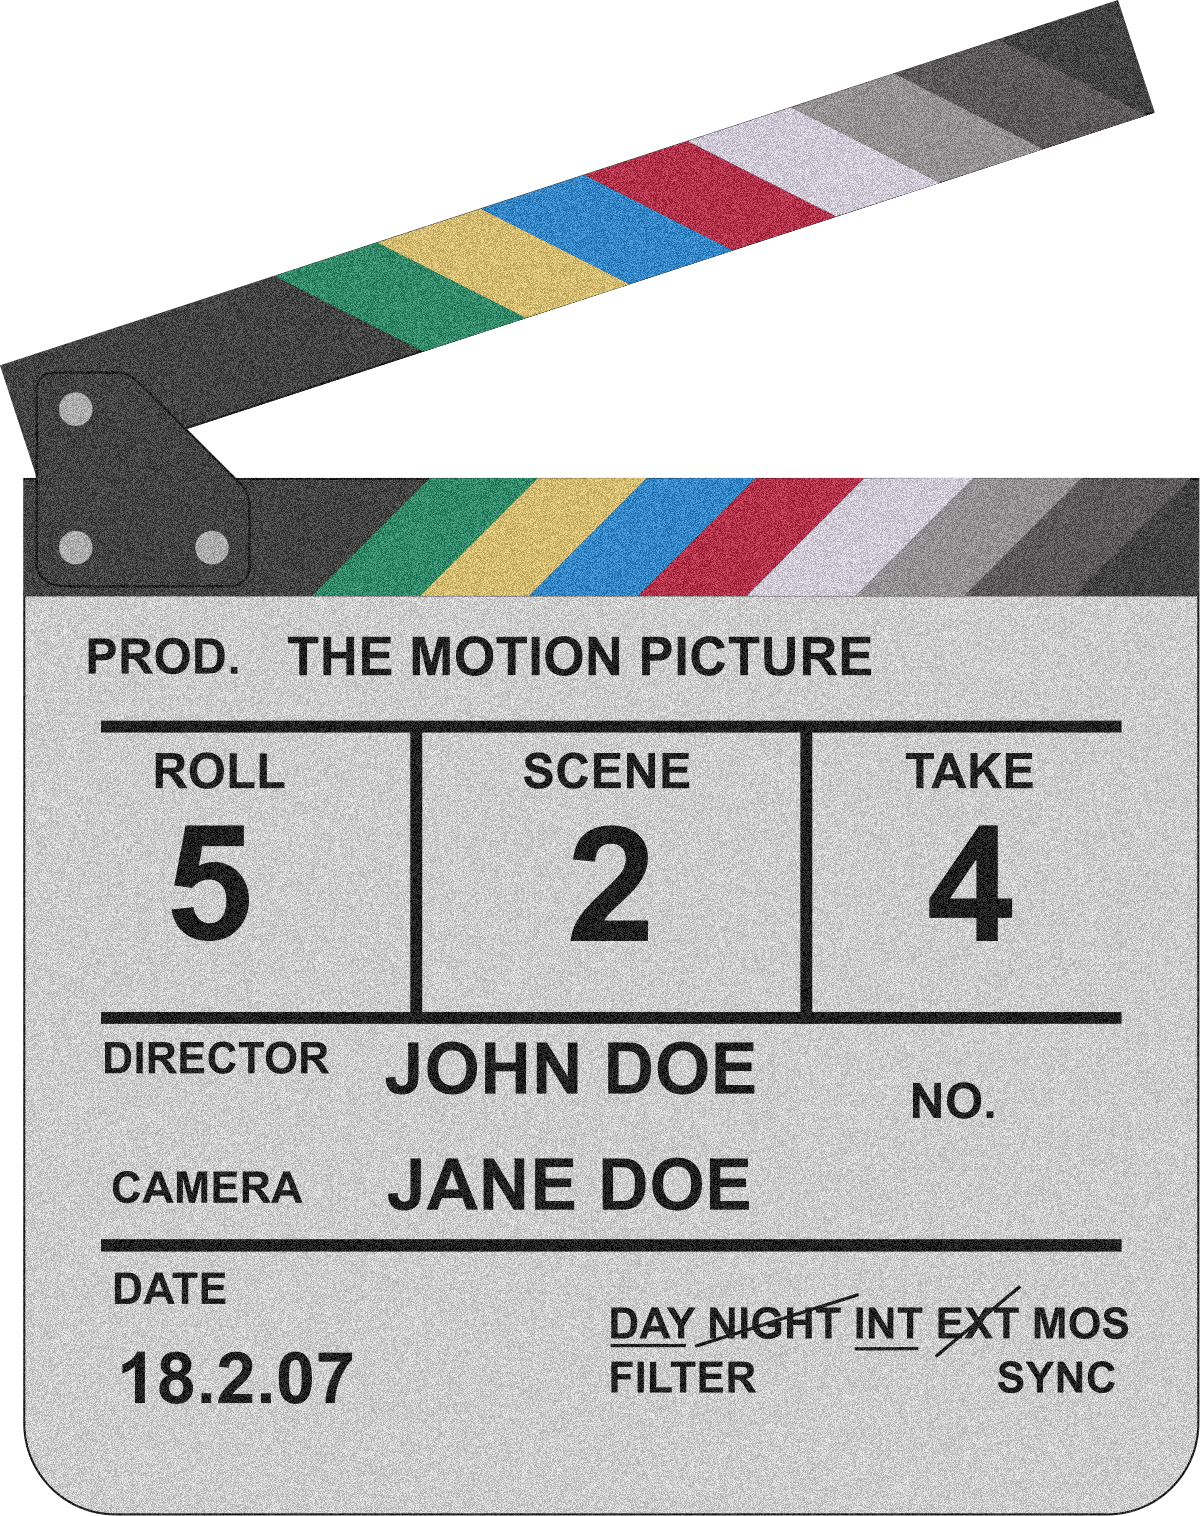 PROD. THE MOTION PICTURE
ROLL SCENE TAKE
5 2 4
DIRECTOR JOHN DOE
NO.
CAMERA JANE DOE
DATE
DAY NIGHT INT EXT MOS
18.2.07
FILTER SYNC